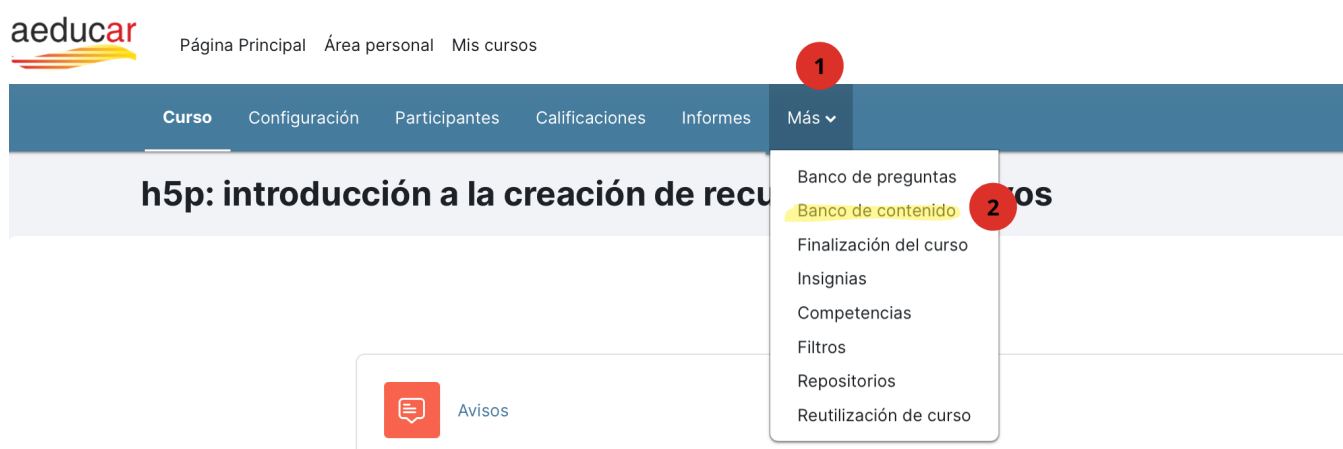 aeducar
Página Principal Área personal Mis cursos
1
Curso Configuración Participantes Calificaciones Informes Más
h5p: introducción a la creación de recu vos
Banco de preguntas
Banco de contenido 2
Finalización del curso
Insignias
Competencias
Filtros
Repositorios
Reutilización de curso
Avisos